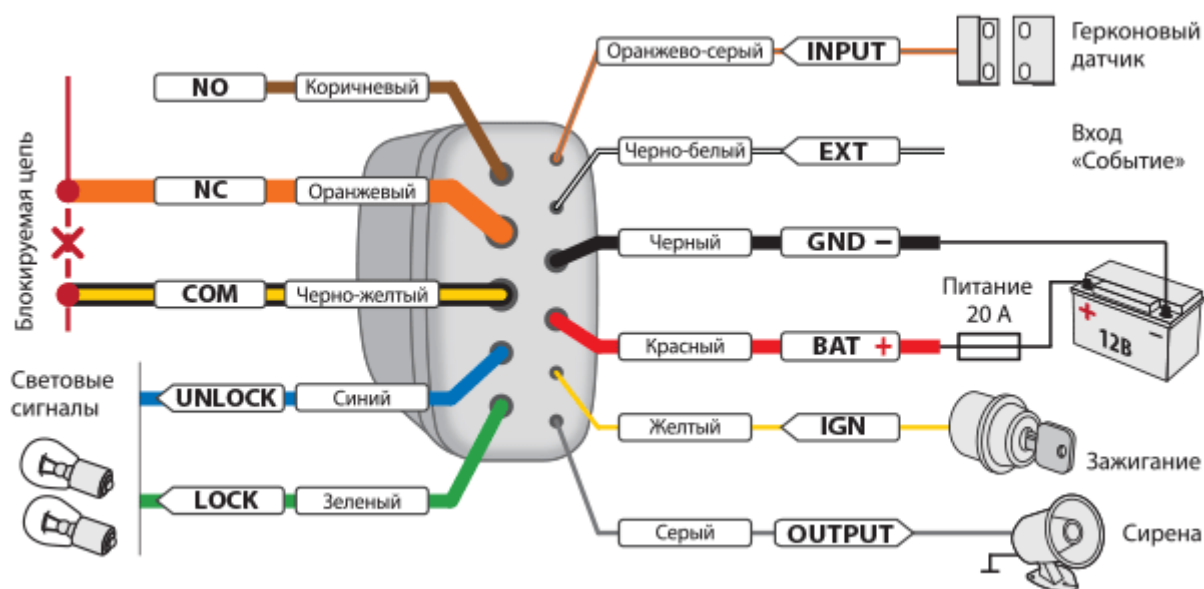 Оранжево-серый INPUT
Герконовый
датчик
NO Коричневый
Черно-белый EXT
Вход
«Событие»
Блокируемая цепь
NC Оранжевый
Черный GND −
COM Черно-желтый
Питание
20 А
Красный BAT +
+ −
12В
Световые
сигналы
UNLOCK Синий
Желтый IGN
Зажигание
LOCK Зеленый
Серый OUTPUT
Сирена